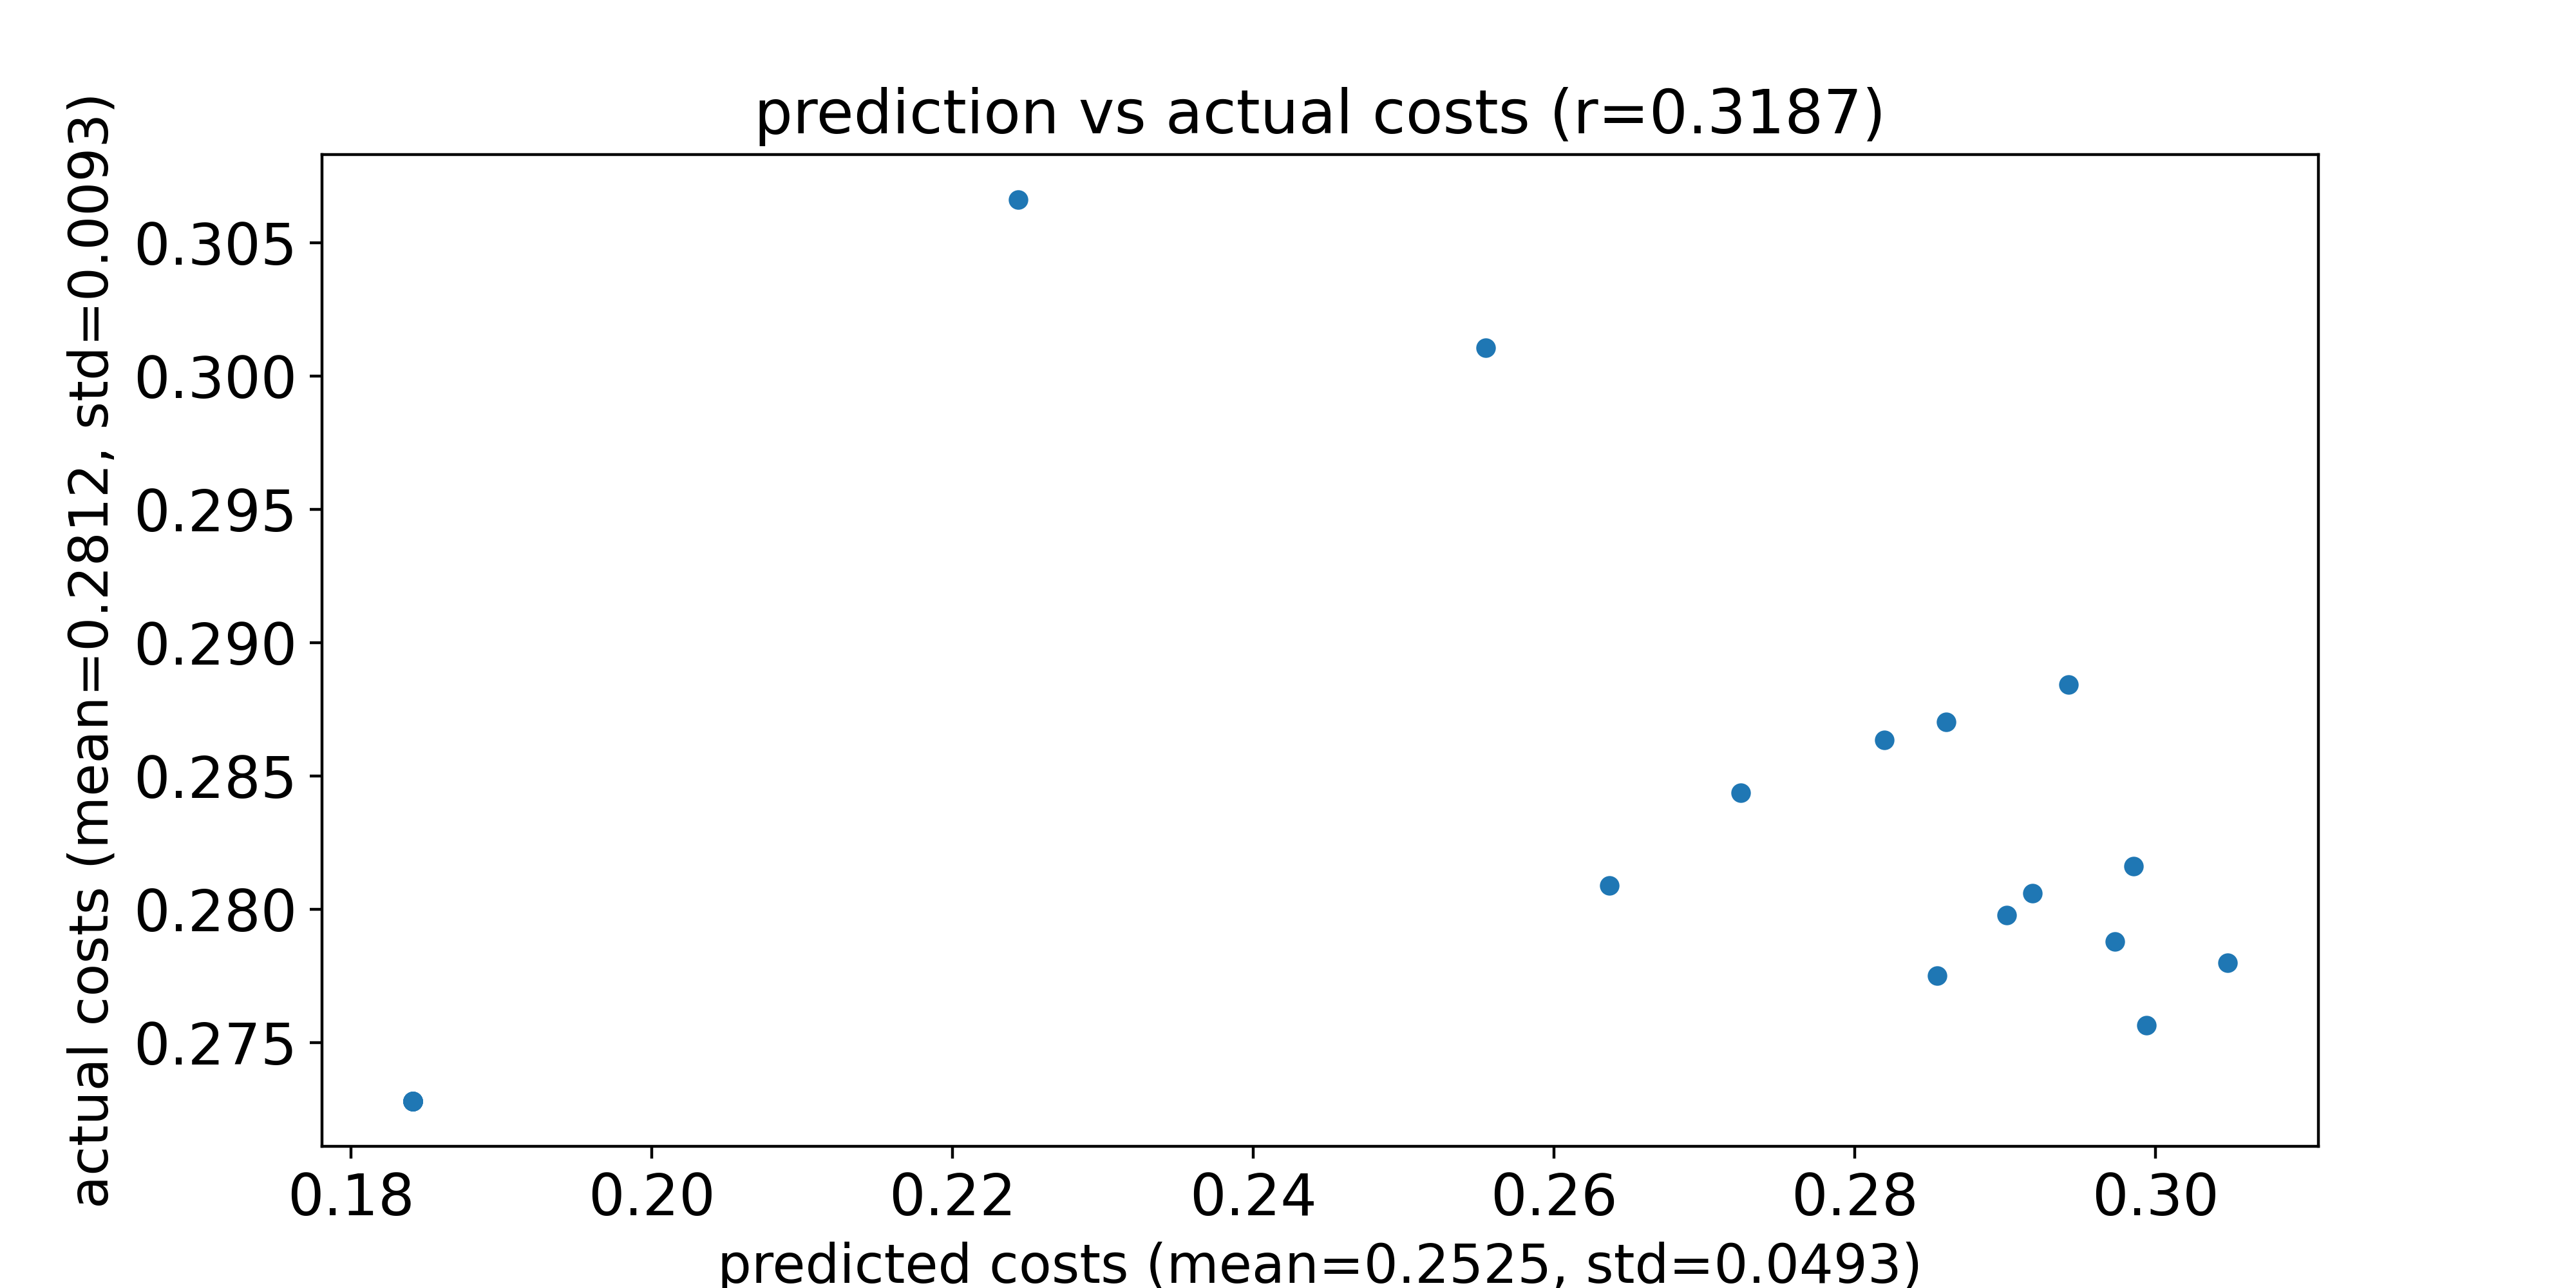 prediction vs actual costs (r=0.3187)
actual costs (mean=0.2812, std=0.0093)
0.305
0.300
0.295
0.290
0.285
0.280
0.275
0.18 0.20 0.22 0.24 0.26 0.28 0.30
predicted costs (mean=0.2525, std=0.0493)